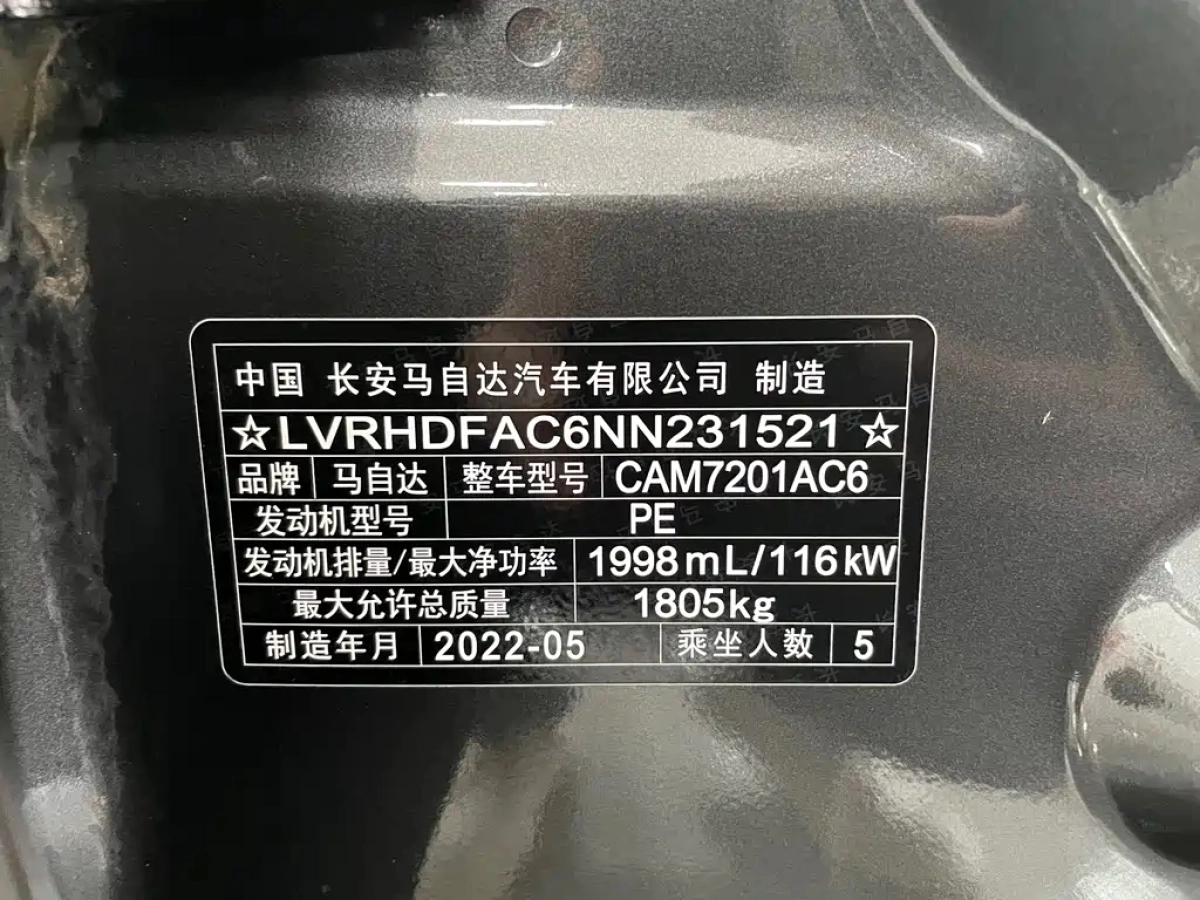 中国 长安马自达汽车有限公司 制造
☆LVRHDFAC6NN231521☆
品牌 马自达 整车型号 CAM7201AC6
发动机型号 PE
发动机排量/最大净功率 1998mL/116kW
最大允许总质量 1805kg
制造年月 2022-05 乘坐人数 5